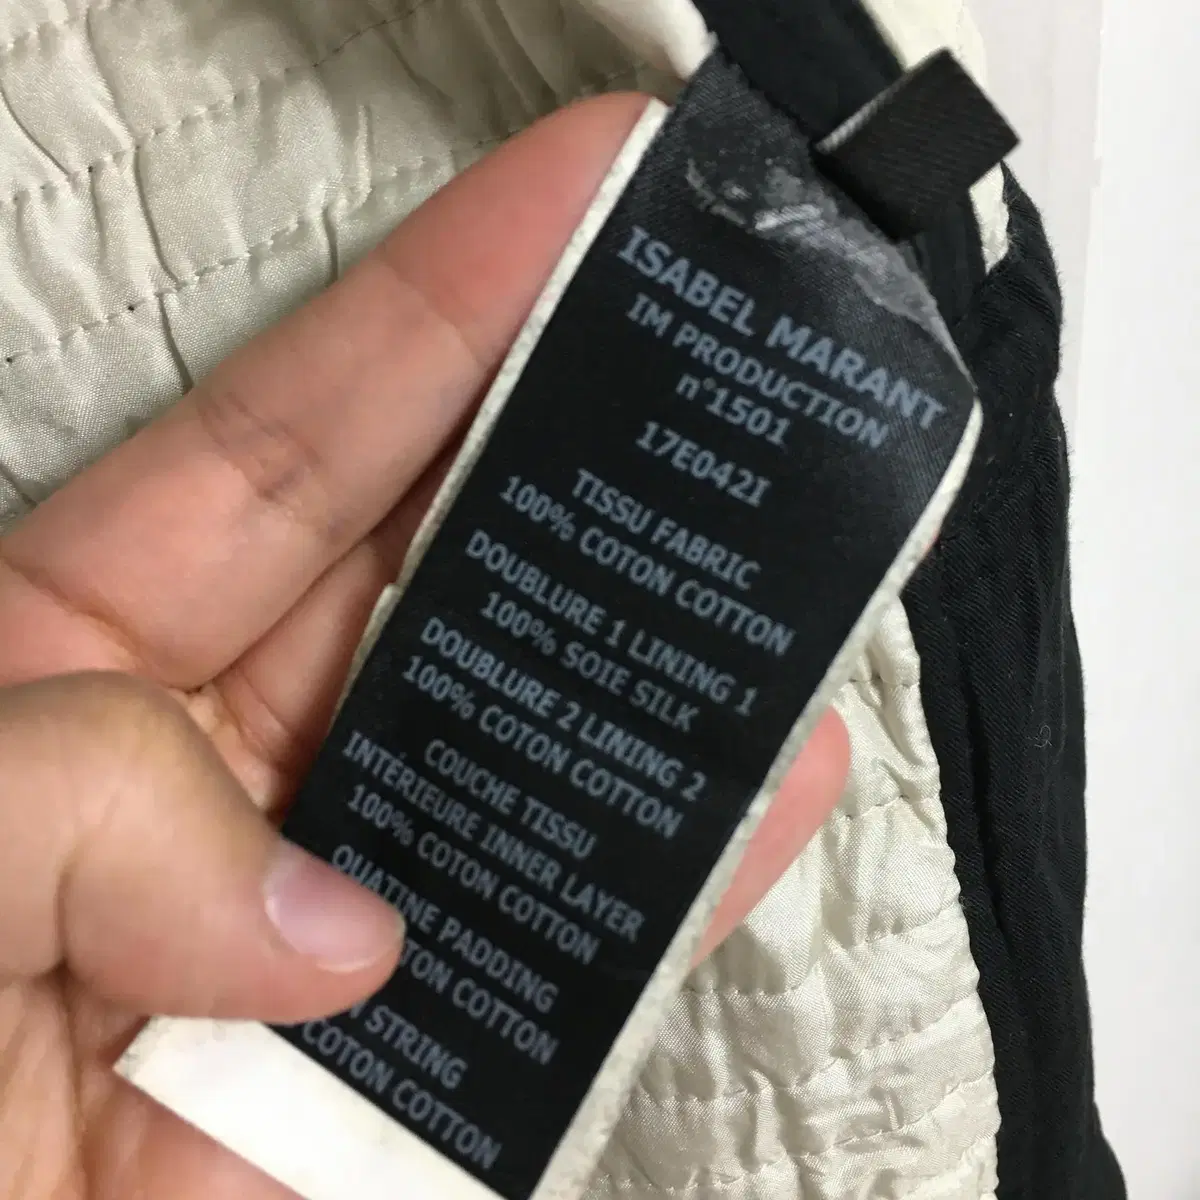 ISABEL MARANT
IM PRODUCTION
n°1501
17E042I
TISSU FABRIC
100% COTON COTTON
DOUBLURE 1 LINING 1
100% SOIE SILK
DOUBLURE 2 LINING 2
100% COTON COTTON
COUCHE TISSU
INTÉRIEURE INNER LAYER
100% COTON COTTON
PADDING
COTTON
STRING
COTON COTTON